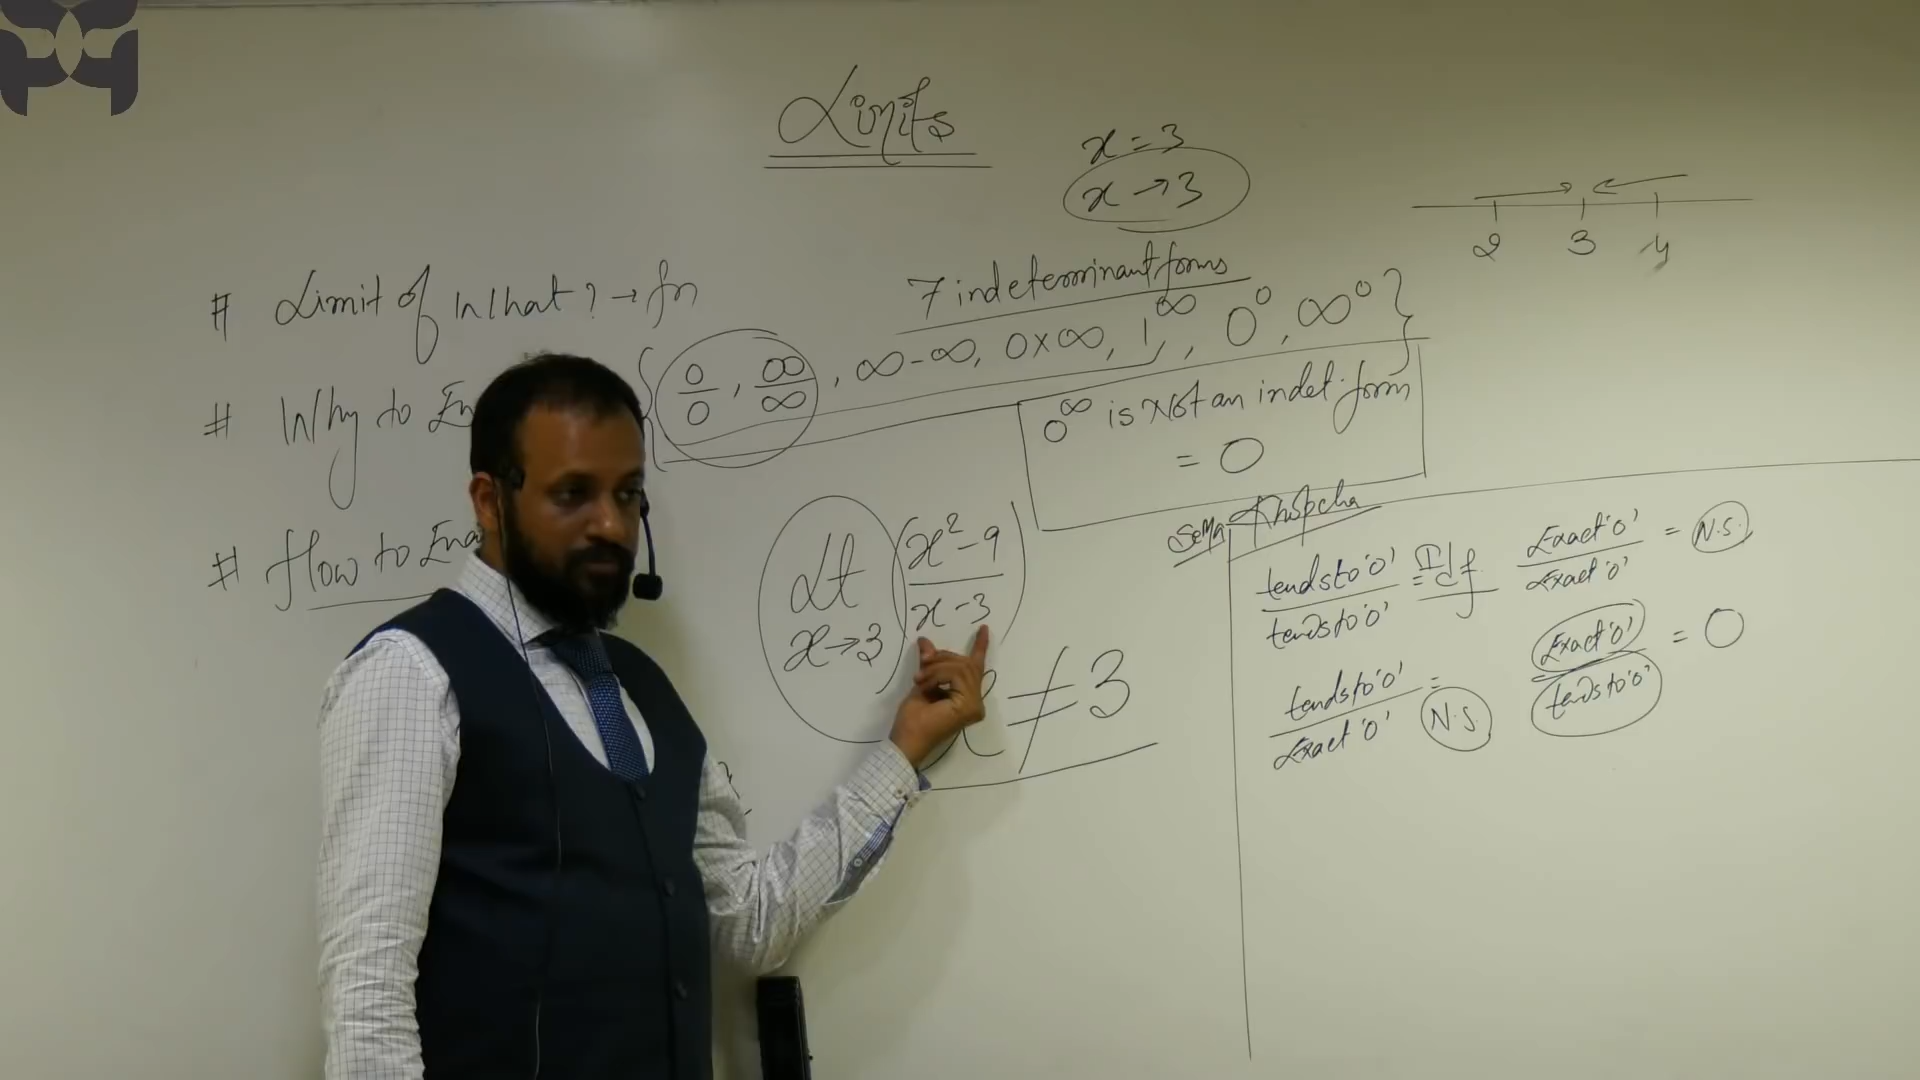 Limits
x = 3
x → 3
2 3 4
# Limit of What? → fn
7 indeterminant forms
{ 0/0 , ∞/∞ , ∞-∞, 0×∞, 1^∞, 0^0, ∞^0 }
# Why to
0^∞ is Not an indet. form
= 0
# How to
Lt x→3 (x²-9 / x-3)
x ≠ 3
tends to '0' / tends to '0' = Idf
Exact '0' / Exact '0' = N.S.
tends to '0' / Exact '0' = N.S.
Exact '0' / tends to '0' = 0